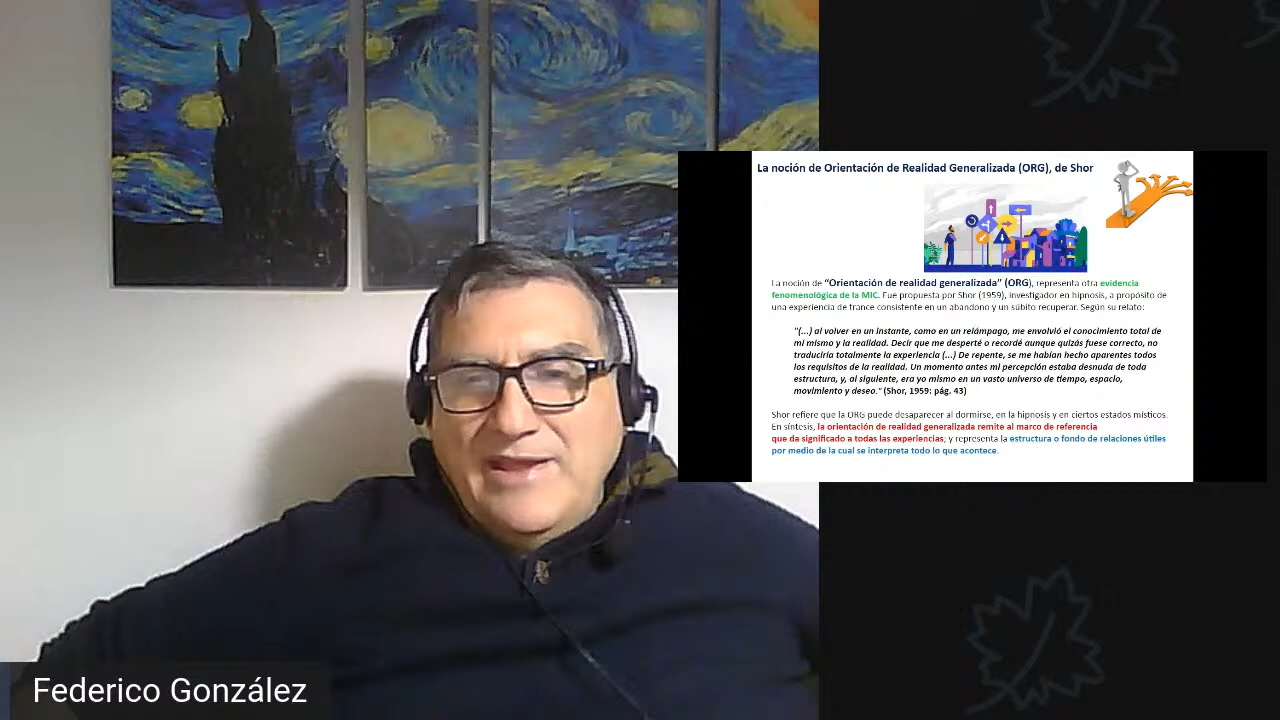 La noción de Orientación de Realidad Generalizada (ORG), de Shor
La noción de “Orientación de realidad generalizada” (ORG), representa otra evidencia
fenomenológica de la MIC. Fue propuesta por Shor (1959), investigador en hipnosis, a propósito de
una experiencia de trance consistente en un abandono y un súbito recuperar. Según su relato:
"(...) al volver en un instante, como en un relámpago, me envolvió el conocimiento total de
mi mismo y la realidad. Decir que me desperté o recordé aunque quizás fuese correcto, no
traduciría totalmente la experiencia (...) De repente, se me habían hecho aparentes todos
los requisitos de la realidad. Un momento antes mi percepción estaba desnuda de toda
estructura, y, al siguiente, era yo mismo en un vasto universo de tiempo, espacio,
movimiento y deseo." (Shor, 1959: pág. 43)
Shor refiere que la ORG puede desaparecer al dormirse, en la hipnosis y en ciertos estados místicos.
En síntesis, la orientación de realidad generalizada remite al marco de referencia
que da significado a todas las experiencias; y representa la estructura o fondo de relaciones útiles
por medio de la cual se interpreta todo lo que acontece.
Federico González